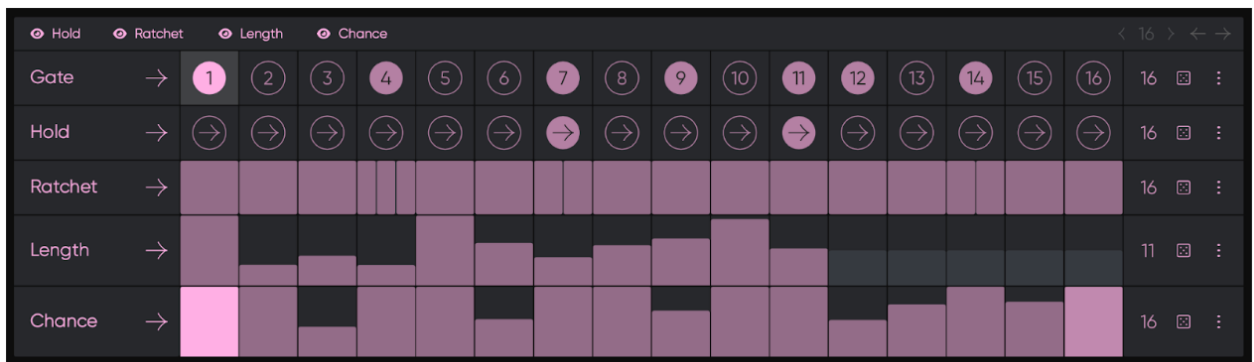 Hold Ratchet Length Chance < 16 > ← →
Gate → 1 2 3 4 5 6 7 8 9 10 11 12 13 14 15 16 16
Hold → → → → → → → → → → → → → → → → → 16
Ratchet → 16
Length → 11
Chance → 16